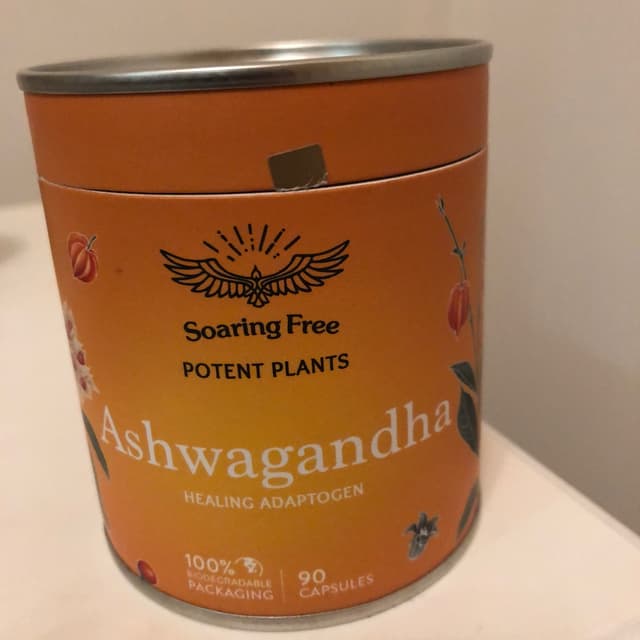 Soaring Free
POTENT PLANTS
Ashwagandha
HEALING ADAPTOGEN
100%
BIODEGRADABLE
PACKAGING
90
CAPSULES